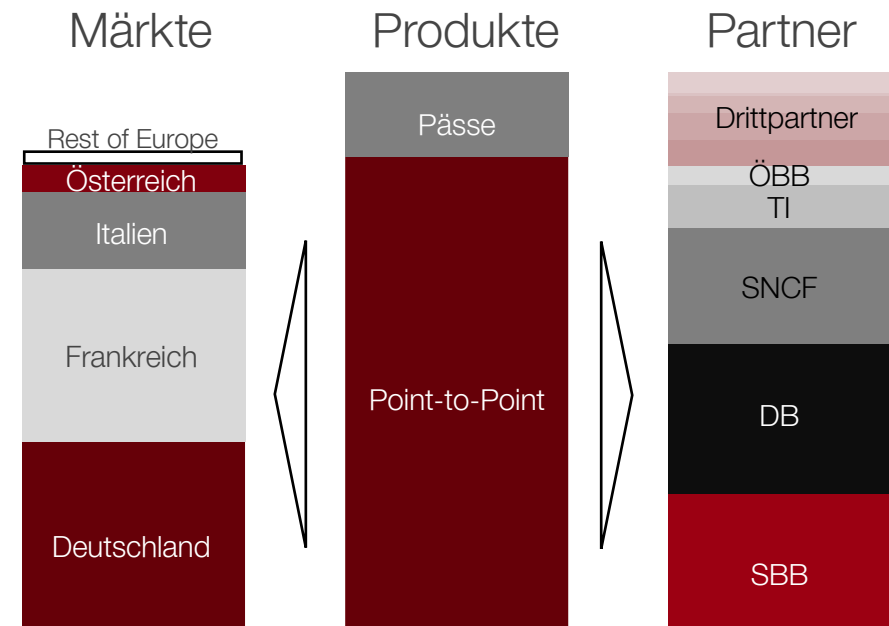 Märkte
Rest of Europe
Österreich
Italien
Frankreich
Deutschland
Produkte
Pässe
Point-to-Point
Partner
Drittpartner
ÖBB
TI
SNCF
DB
SBB